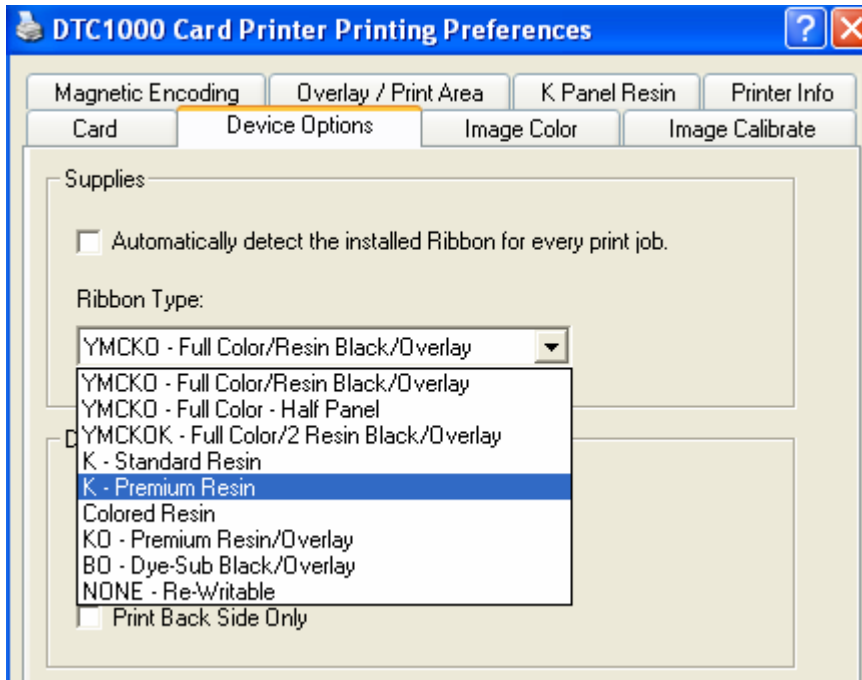 DTC1000 Card Printer Printing Preferences
Magnetic Encoding Overlay / Print Area K Panel Resin Printer Info
Card Device Options Image Color Image Calibrate
Supplies
Automatically detect the installed Ribbon for every print job.
Ribbon Type:
YMCKO - Full Color/Resin Black/Overlay
YMCKO - Full Color/Resin Black/Overlay
YMCKO - Full Color - Half Panel
YMCKOK - Full Color/2 Resin Black/Overlay
K - Standard Resin
K - Premium Resin
Colored Resin
KO - Premium Resin/Overlay
BO - Dye-Sub Black/Overlay
NONE - Re-Writable
Print Back Side Only